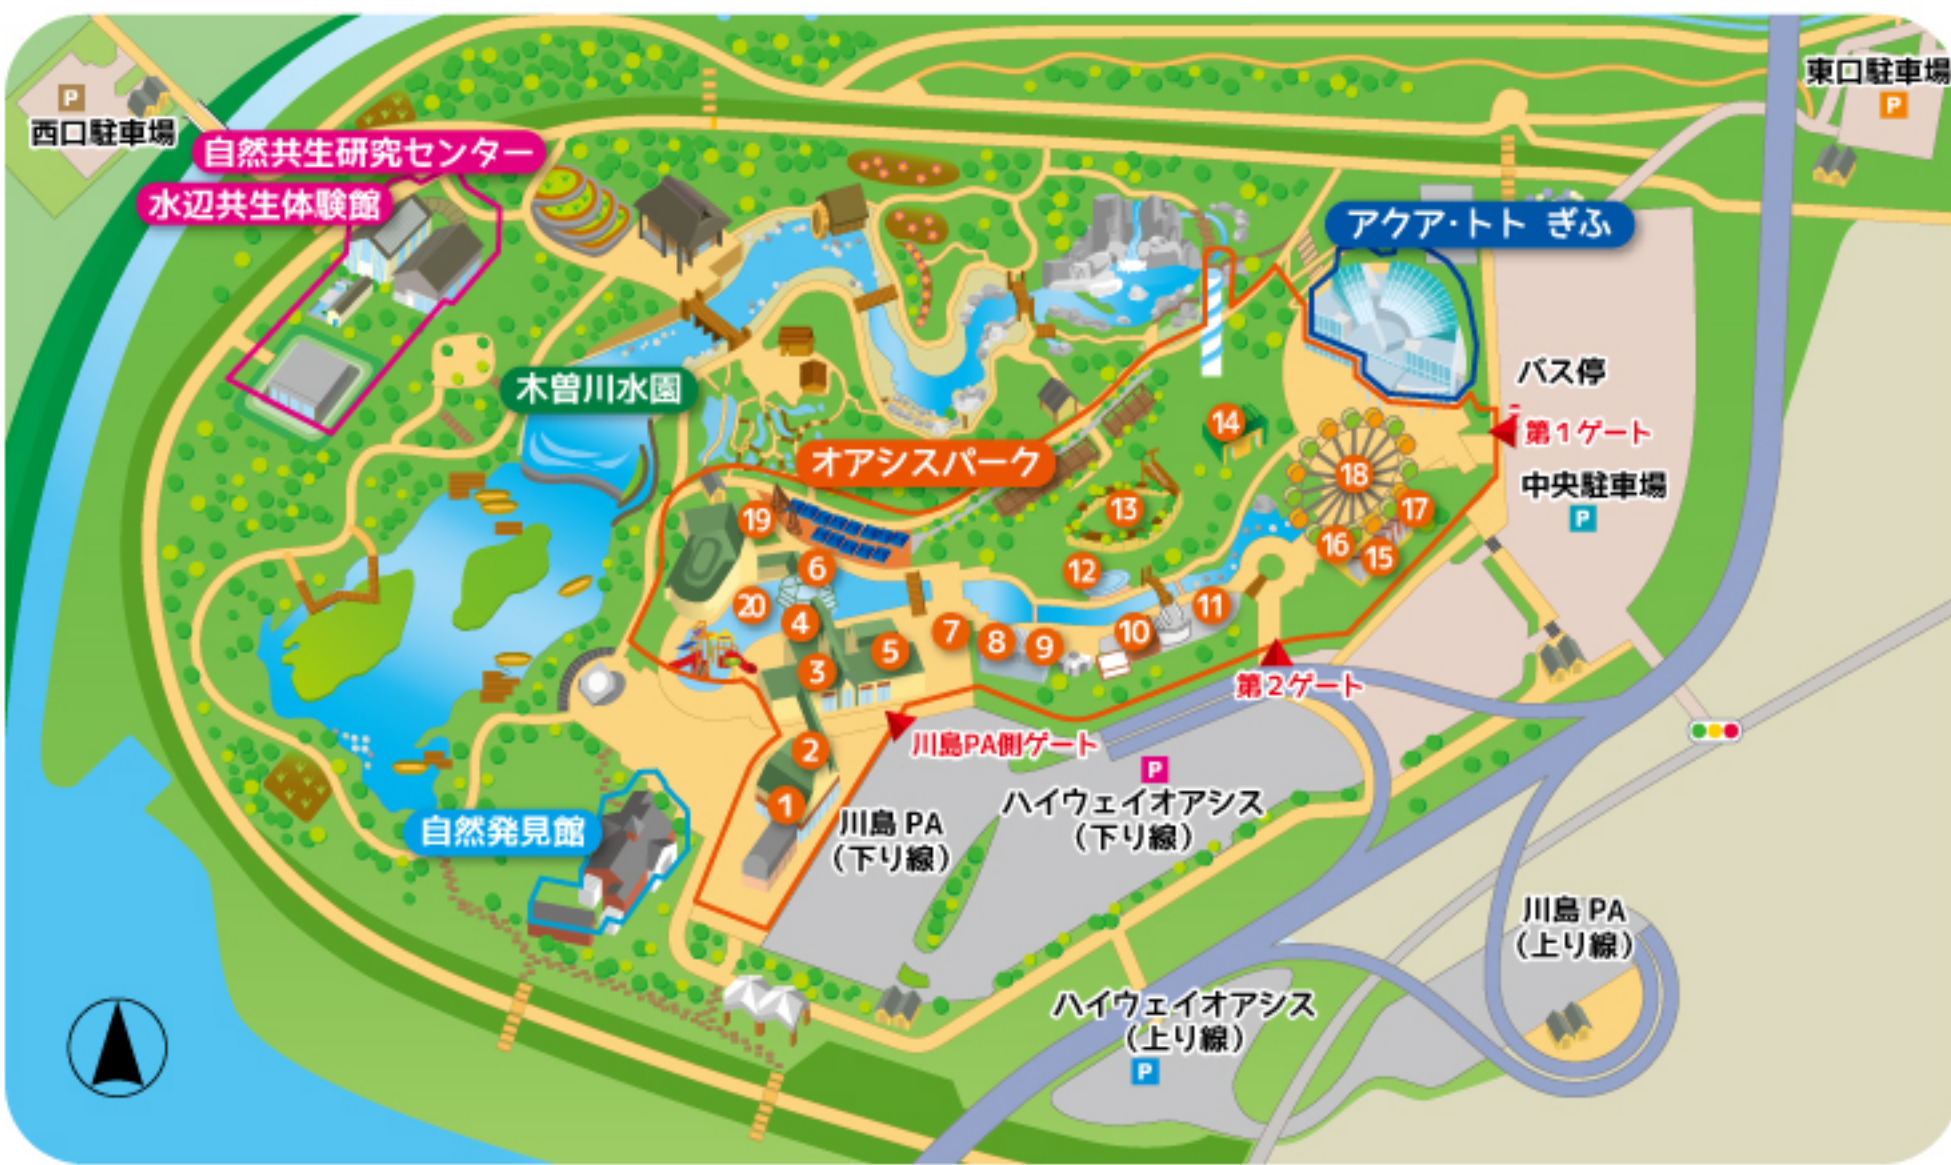 東口駐車場
P
P
西口駐車場
自然共生研究センター
水辺共生体験館
アクア・トト ぎふ
バス停
第1ゲート
中央駐車場
P
木曽川水園
オアシスパーク
14
18
13
17
19
16
15
6
12
20
4
11
7
8
9
10
5
3
第2ゲート
2
川島PA側ゲート
P
ハイウェイオアシス
(下り線)
1
川島 PA
(下り線)
自然発見館
川島 PA
(上り線)
ハイウェイオアシス
(上り線)
P